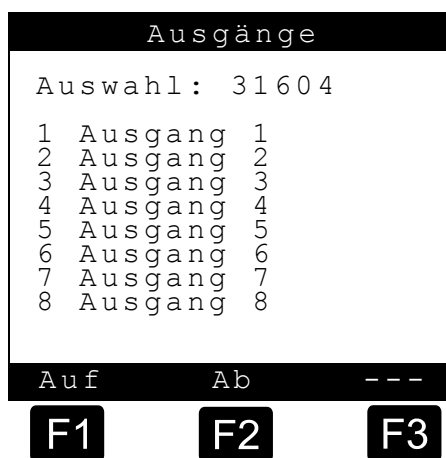 Ausgänge
Auswahl: 31604
1 Ausgang 1
2 Ausgang 2
3 Ausgang 3
4 Ausgang 4
5 Ausgang 5
6 Ausgang 6
7 Ausgang 7
8 Ausgang 8
Auf Ab ---
F1 F2 F3